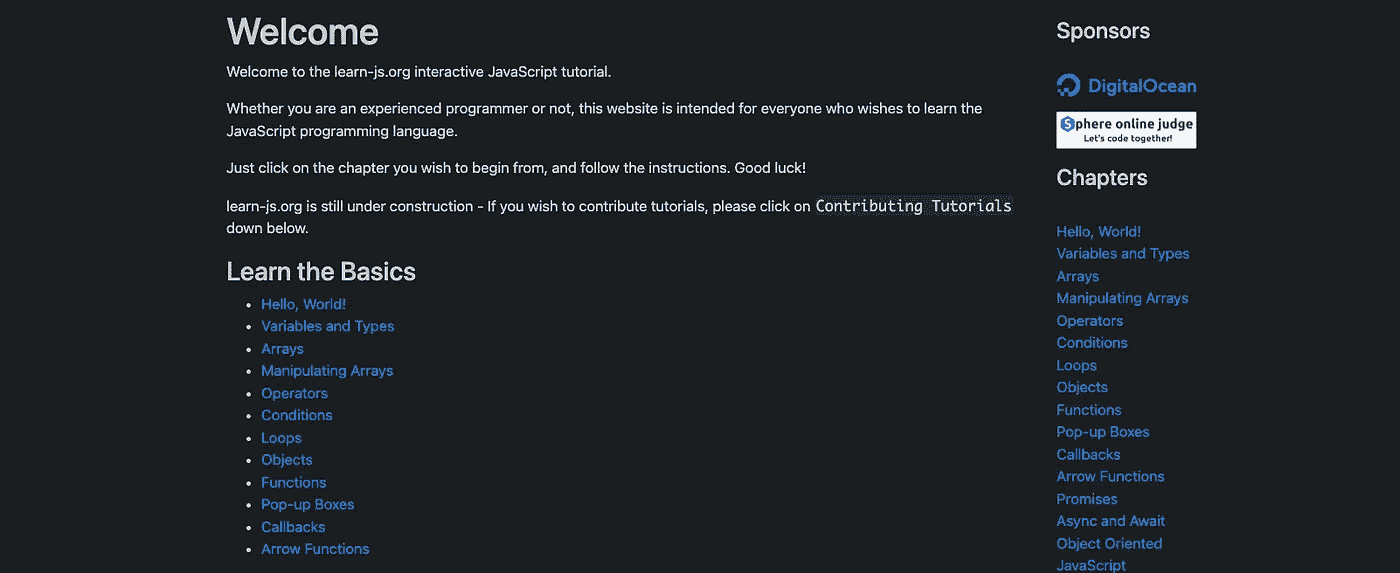 Welcome
Welcome to the learn-js.org interactive JavaScript tutorial.
Whether you are an experienced programmer or not, this website is intended for everyone who wishes to learn the
JavaScript programming language.
Just click on the chapter you wish to begin from, and follow the instructions. Good luck!
learn-js.org is still under construction - If you wish to contribute tutorials, please click on Contributing Tutorials
down below.
Learn the Basics
Hello, World!
Variables and Types
Arrays
Manipulating Arrays
Operators
Conditions
Loops
Objects
Functions
Pop-up Boxes
Callbacks
Arrow Functions
Sponsors
DigitalOcean
Sphere online judge
Let's code together!
Chapters
Hello, World!
Variables and Types
Arrays
Manipulating Arrays
Operators
Conditions
Loops
Objects
Functions
Pop-up Boxes
Callbacks
Arrow Functions
Promises
Async and Await
Object Oriented
JavaScript